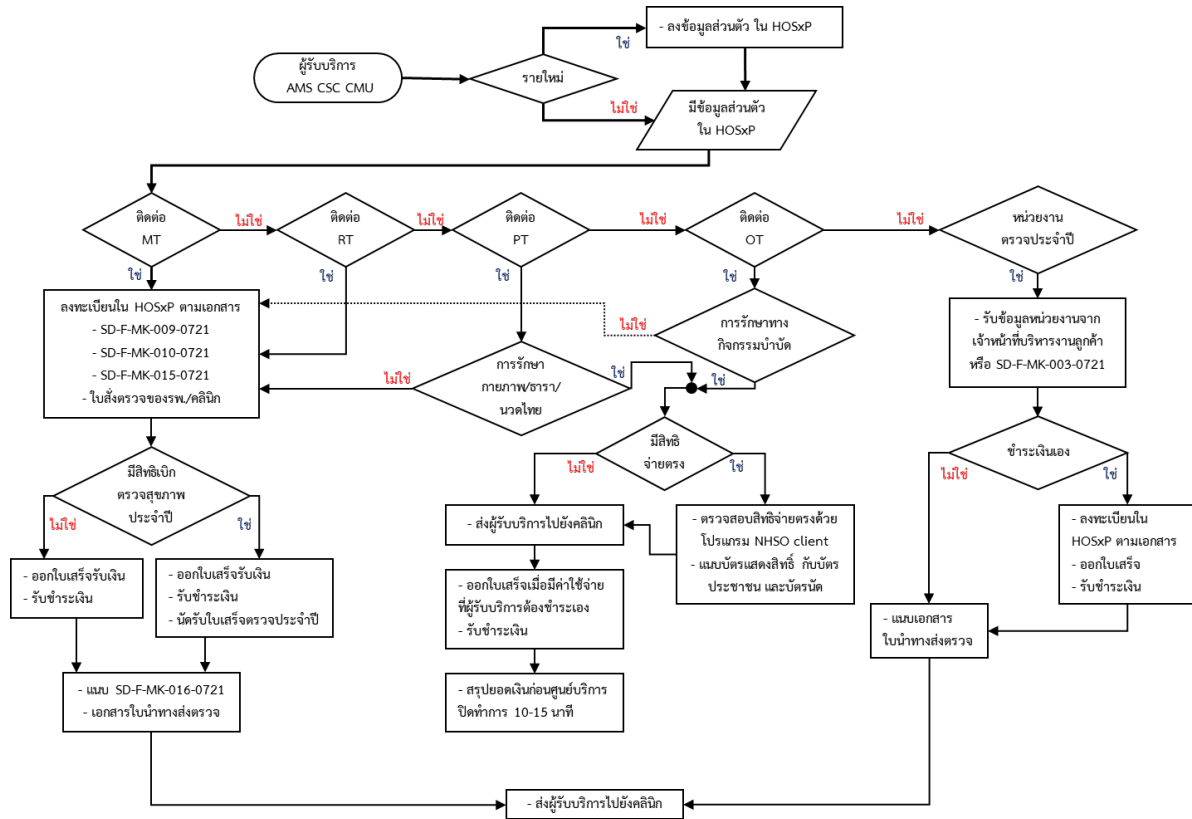 - ลงข้อมูลส่วนตัว ใน HOSxP
ใช่
ผู้รับบริการ
AMS CSC CMU
รายใหม่
ไม่ใช่
มีข้อมูลส่วนตัว
ใน HOSxP
ติดต่อ
MT
ไม่ใช่
ติดต่อ
RT
ไม่ใช่
ติดต่อ
PT
ไม่ใช่
ติดต่อ
OT
ไม่ใช่
หน่วยงาน
ตรวจประจำปี
ใช่
ใช่
ใช่
ใช่
ใช่
ลงทะเบียนใน HOSxP ตามเอกสาร
- SD-F-MK-009-0721
- SD-F-MK-010-0721
- SD-F-MK-015-0721
- ใบสั่งตรวจของรพ./คลินิก
ไม่ใช่
การรักษาทาง
กิจกรรมบำบัด
ใช่
ไม่ใช่
การรักษา
กายภาพ/ธารา/
นวดไทย
ใช่
- รับข้อมูลหน่วยงานจาก
เจ้าหน้าที่บริหารงานลูกค้า
หรือ SD-F-MK-003-0721
มีสิทธิเบิก
ตรวจสุขภาพ
ประจำปี
ไม่ใช่
ใช่
มีสิทธิ
จ่ายตรง
ไม่ใช่
ใช่
ชำระเงินเอง
ไม่ใช่
ใช่
- ออกใบเสร็จรับเงิน
- รับชำระเงิน
- ออกใบเสร็จรับเงิน
- รับชำระเงิน
- นัดรับใบเสร็จตรวจประจำปี
- ส่งผู้รับบริการไปยังคลินิก
- ตรวจสอบสิทธิจ่ายตรงด้วย
โปรแกรม NHSO client
- แนบบัตรแสดงสิทธิ์ กับบัตร
ประชาชน และบัตรนัด
- ลงทะเบียนใน
HOSxP ตามเอกสาร
- ออกใบเสร็จ
- รับชำระเงิน
- ออกใบเสร็จเมื่อมีค่าใช้จ่าย
ที่ผู้รับบริการต้องชำระเอง
- รับชำระเงิน
- แนบเอกสาร
ใบนำทางส่งตรวจ
- แนบ SD-F-MK-016-0721
- เอกสารใบนำทางส่งตรวจ
- สรุปยอดเงินก่อนศูนย์บริการ
ปิดทำการ 10-15 นาที
- ส่งผู้รับบริการไปยังคลินิก